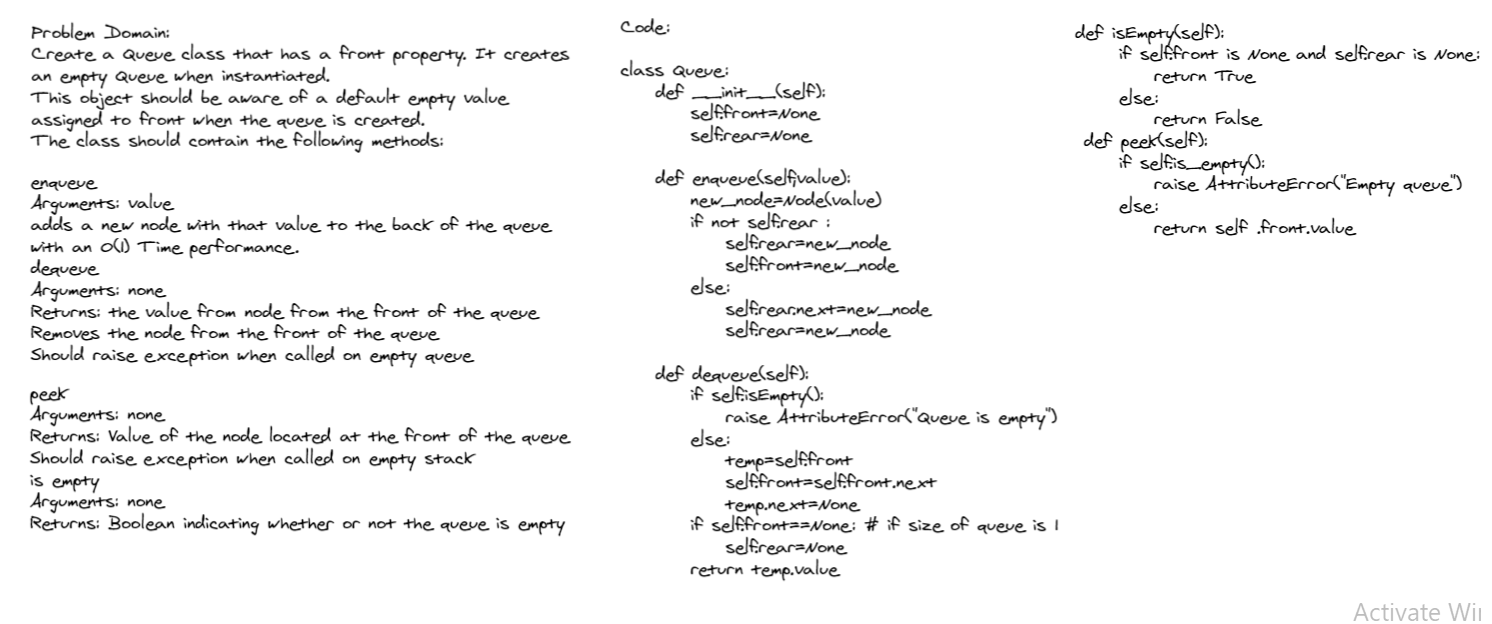 Problem Domain:
Create a Queue class that has a front property. It creates
an empty Queue when instantiated.
This object should be aware of a default empty value
assigned to front when the queue is created.
The class should contain the following methods:
enqueue
Arguments: value
adds a new node with that value to the back of the queue
with an O(1) Time performance.
dequeue
Arguments: none
Returns: the value from node from the front of the queue
Removes the node from the front of the queue
Should raise exception when called on empty queue
peek
Arguments: none
Returns: Value of the node located at the front of the queue
Should raise exception when called on empty stack
is empty
Arguments: none
Returns: Boolean indicating whether or not the queue is empty
Code:
class Queue:
def __init__(self):
self.front=None
self.rear=None
def enqueue(self,value):
new_node=Node(value)
if not self.rear :
self.rear=new_node
self.front=new_node
else:
self.rear.next=new_node
self.rear=new_node
def dequeue(self):
if self.isEmpty():
raise AttributeError("Queue is empty")
else:
temp=self.front
self.front=self.front.next
temp.next=None
if self.front==None: # if size of queue is 1
self.rear=None
return temp.value
def isEmpty(self):
if self.front is None and self.rear is None:
return True
else:
return False
def peek(self):
if self.is_empty():
raise AttributeError("Empty queue")
else:
return self .front.value
Activate Wi